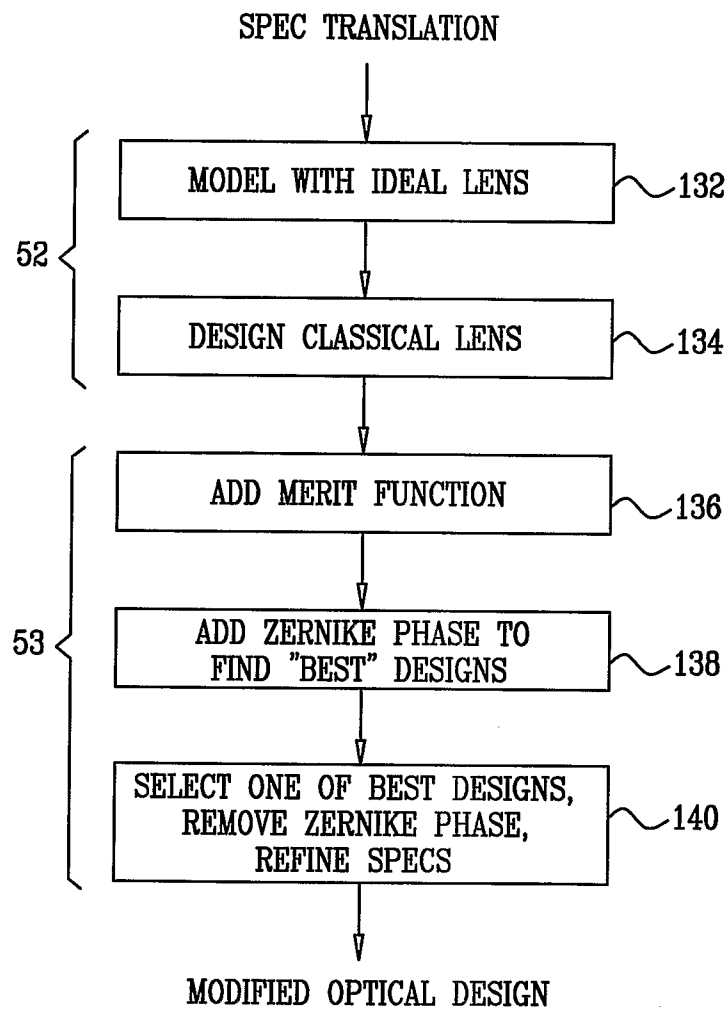 SPEC TRANSLATION
MODEL WITH IDEAL LENS
132
52
DESIGN CLASSICAL LENS
134
ADD MERIT FUNCTION
136
53
ADD ZERNIKE PHASE TO
FIND "BEST" DESIGNS
138
SELECT ONE OF BEST DESIGNS,
REMOVE ZERNIKE PHASE,
REFINE SPECS
140
MODIFIED OPTICAL DESIGN